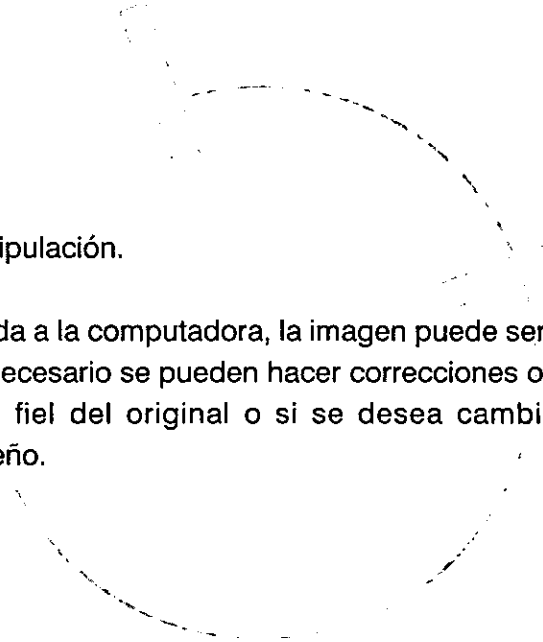 ipulación.
da a la computadora, la imagen puede ser
ecesario se pueden hacer correcciones o
fiel del original o si se desea cambi
eño.